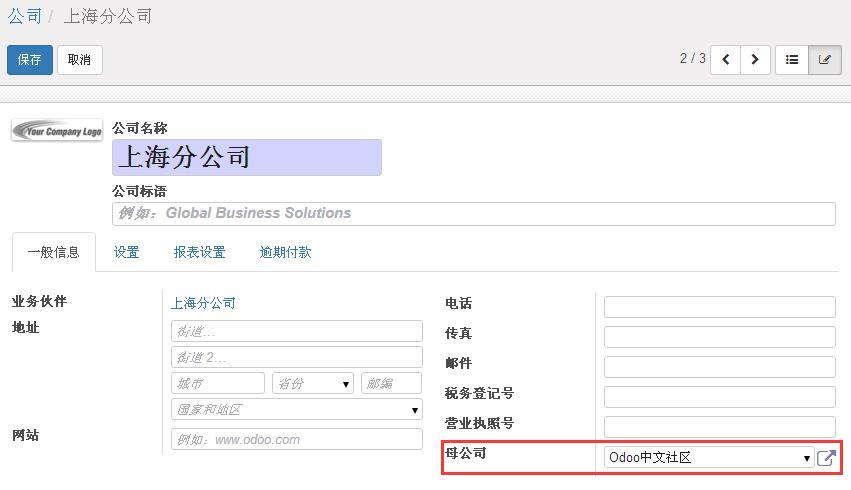 公司 / 上海分公司
保存 取消 2 / 3
Your Company Logo
公司名称
上海分公司
公司标语
例如：Global Business Solutions
一般信息 设置 报表设置 逾期付款
业务伙伴 上海分公司
地址 街道...
街道 2...
城市 省份 邮编
国家和地区
网站 例如：www.odoo.com
电话
传真
邮件
税务登记号
营业执照号
母公司 Odoo中文社区